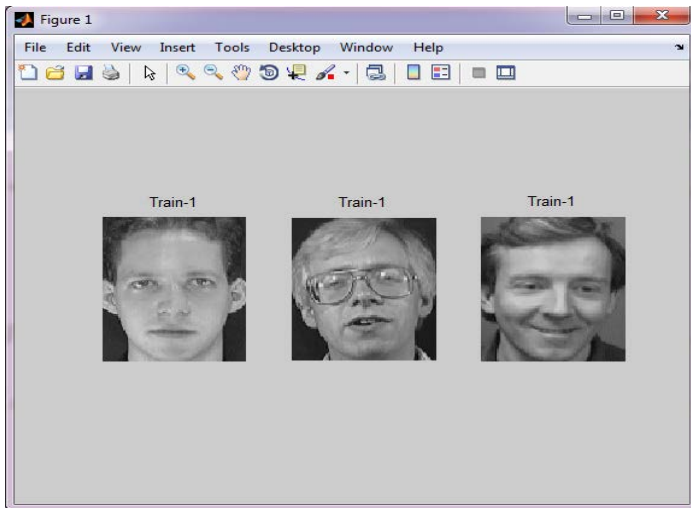 Figure 1
File Edit View Insert Tools Desktop Window Help
Train-1 Train-1 Train-1